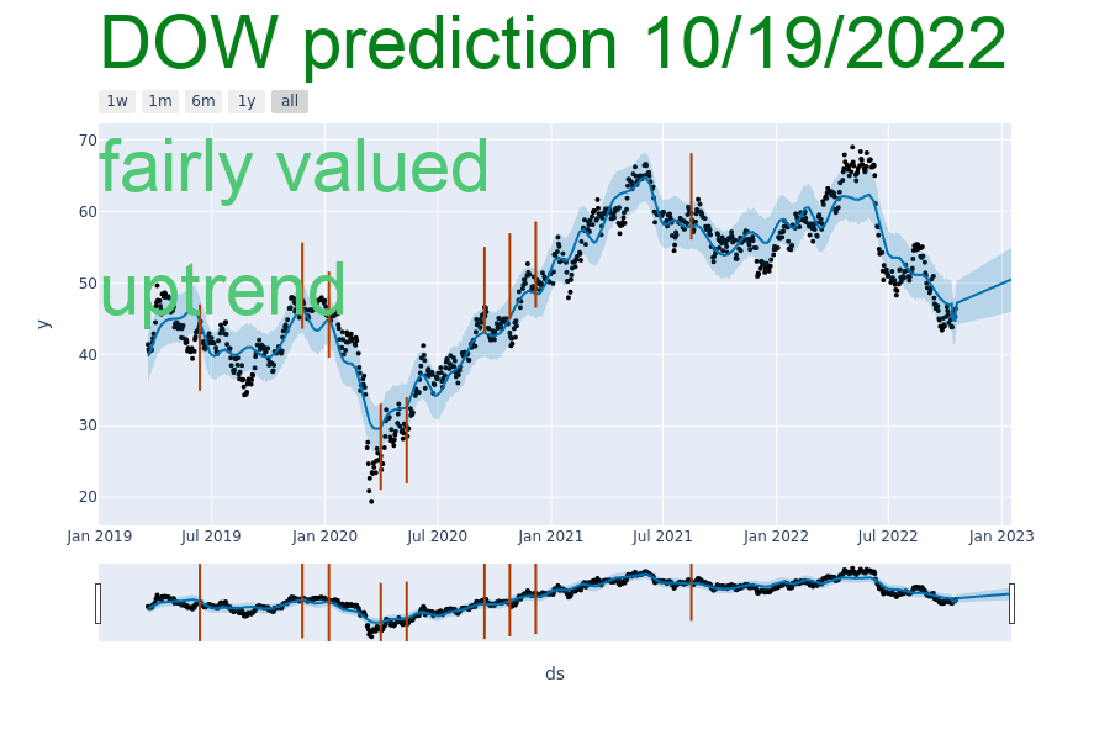 DOW prediction 10/19/2022
1w 1m 6m 1y all
fairly valued
uptrend
70
60
50
40
30
20
y
Jan 2019 Jul 2019 Jan 2020 Jul 2020 Jan 2021 Jul 2021 Jan 2022 Jul 2022 Jan 2023
ds